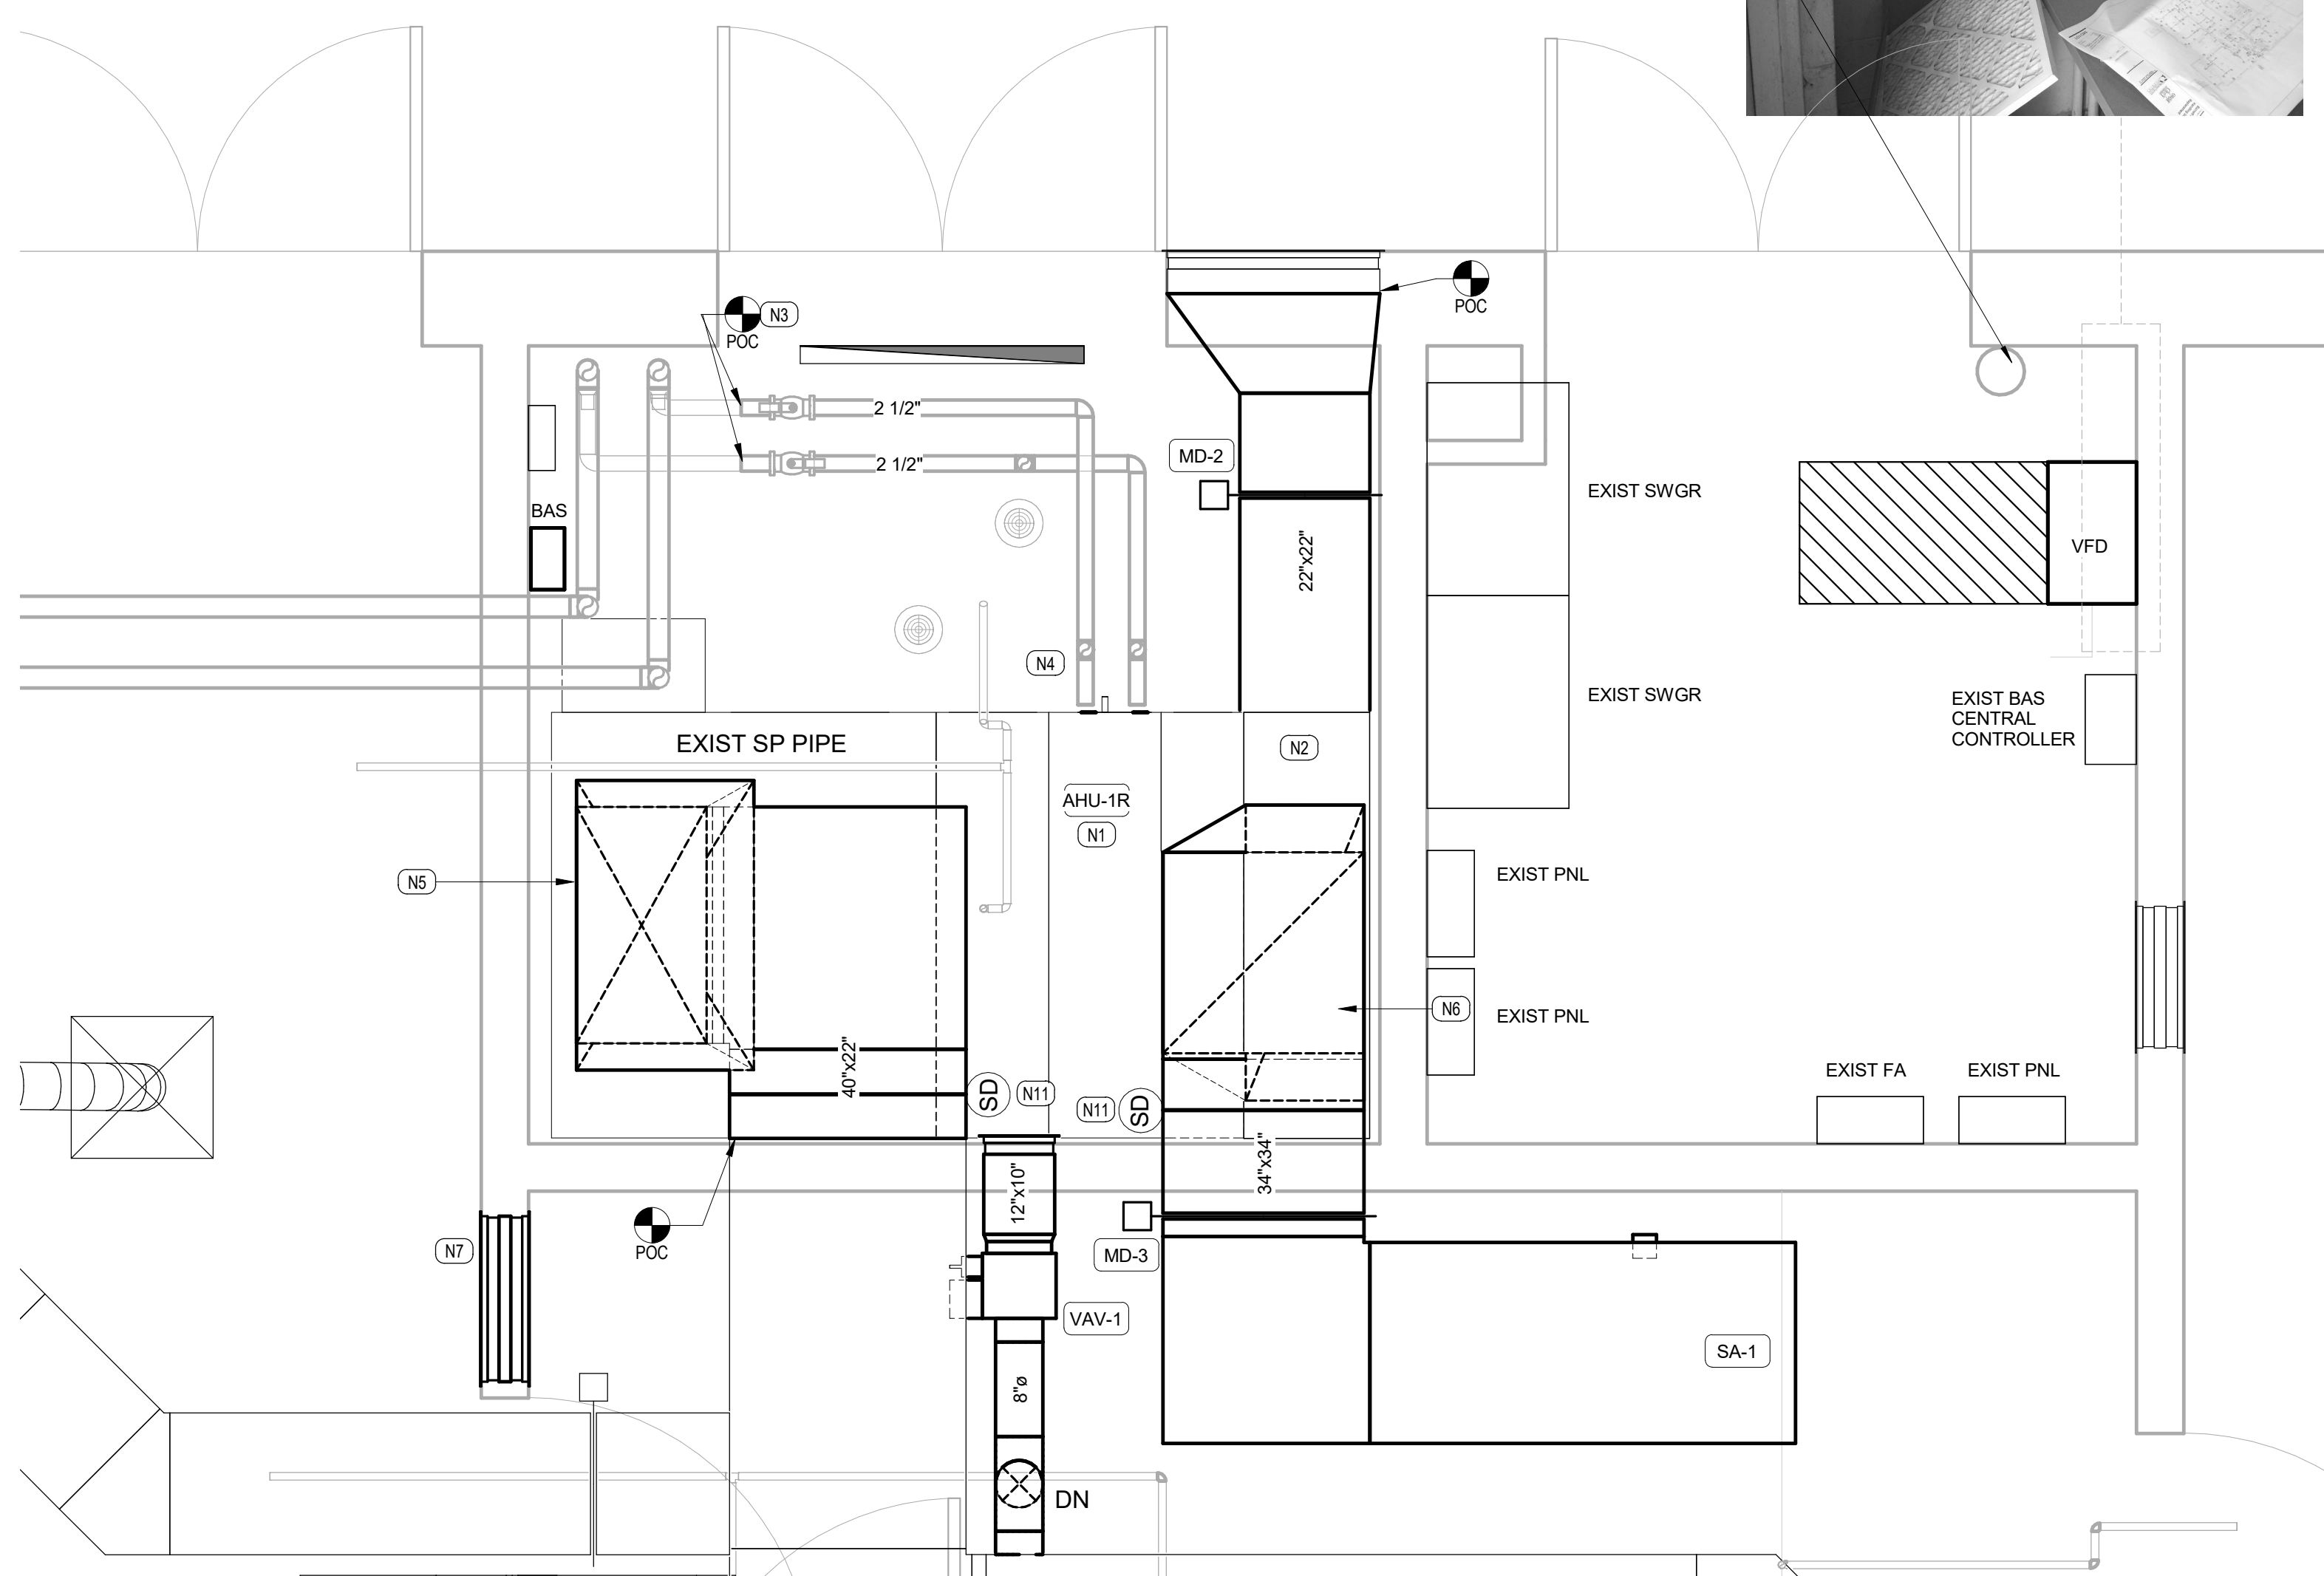 N3
POC
POC
2 1/2"
2 1/2"
MD-2
EXIST SWGR
BAS
22"x22"
VFD
N4
EXIST SWGR
EXIST BAS
CENTRAL
CONTROLLER
EXIST SP PIPE
N2
AHU-1R
N1
N5
EXIST PNL
N6
EXIST PNL
40"x22"
SD
N11
N11
SD
EXIST FA
EXIST PNL
34"x34"
12"x10"
POC
N7
MD-3
VAV-1
SA-1
8"ø
DN